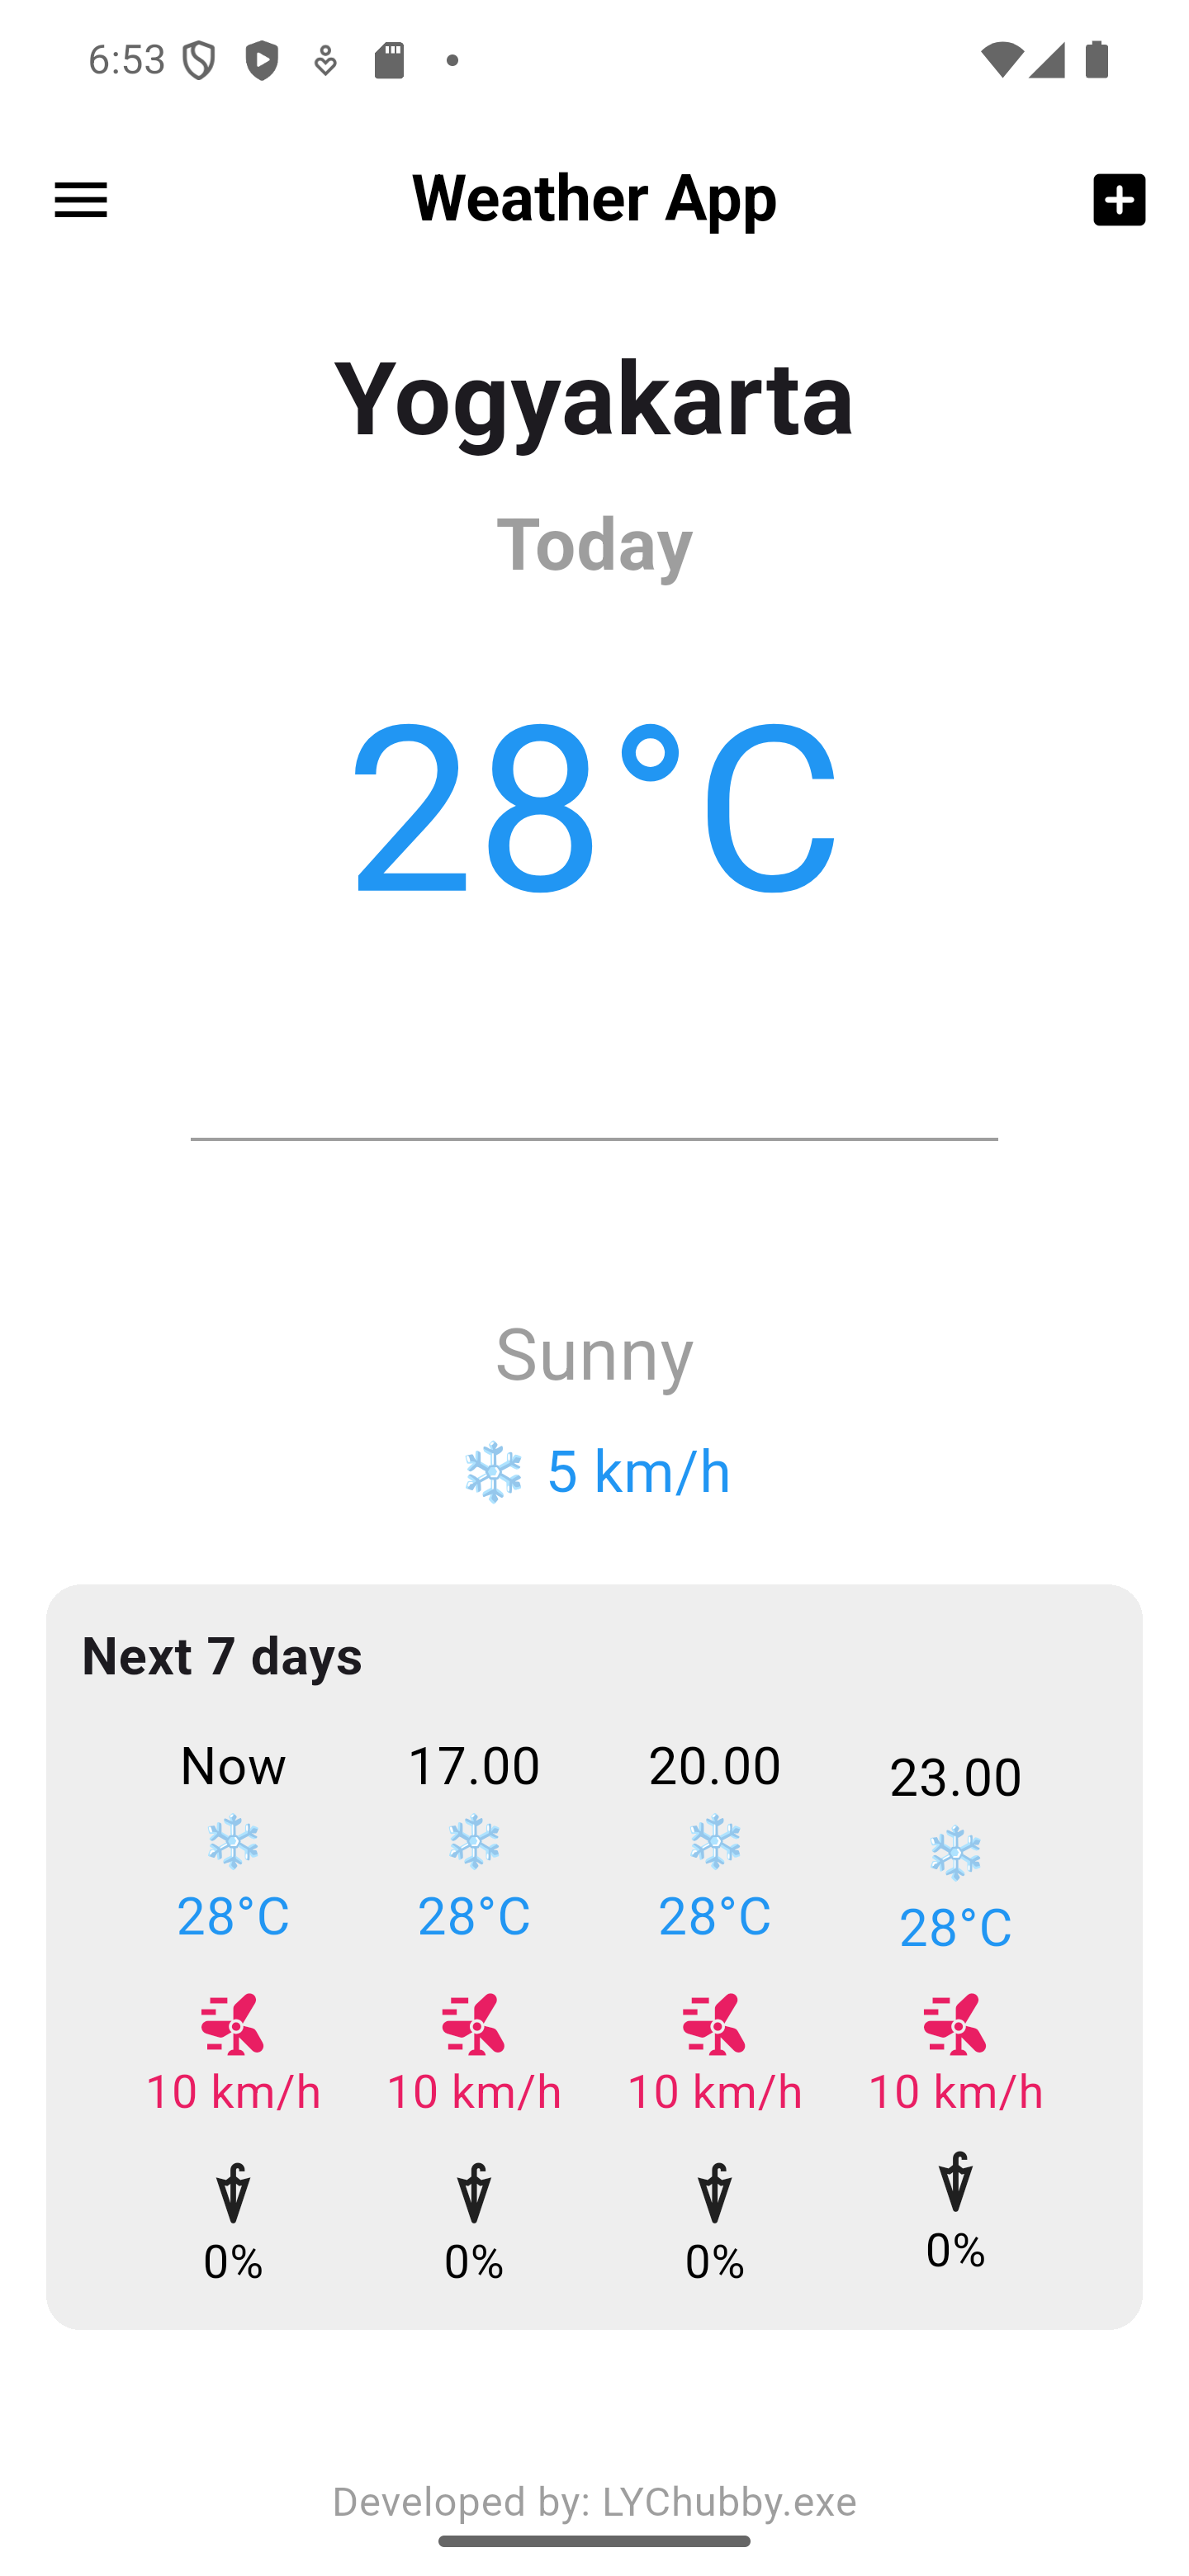 6:53
Weather App
Yogyakarta
Today
28°C
Sunny
❄️ 5 km/h
Next 7 days
Now 17.00 20.00 23.00
❄️ ❄️ ❄️ ❄️
28°C 28°C 28°C 28°C
10 km/h 10 km/h 10 km/h 10 km/h
0% 0% 0% 0%
Developed by: LYChubby.exe